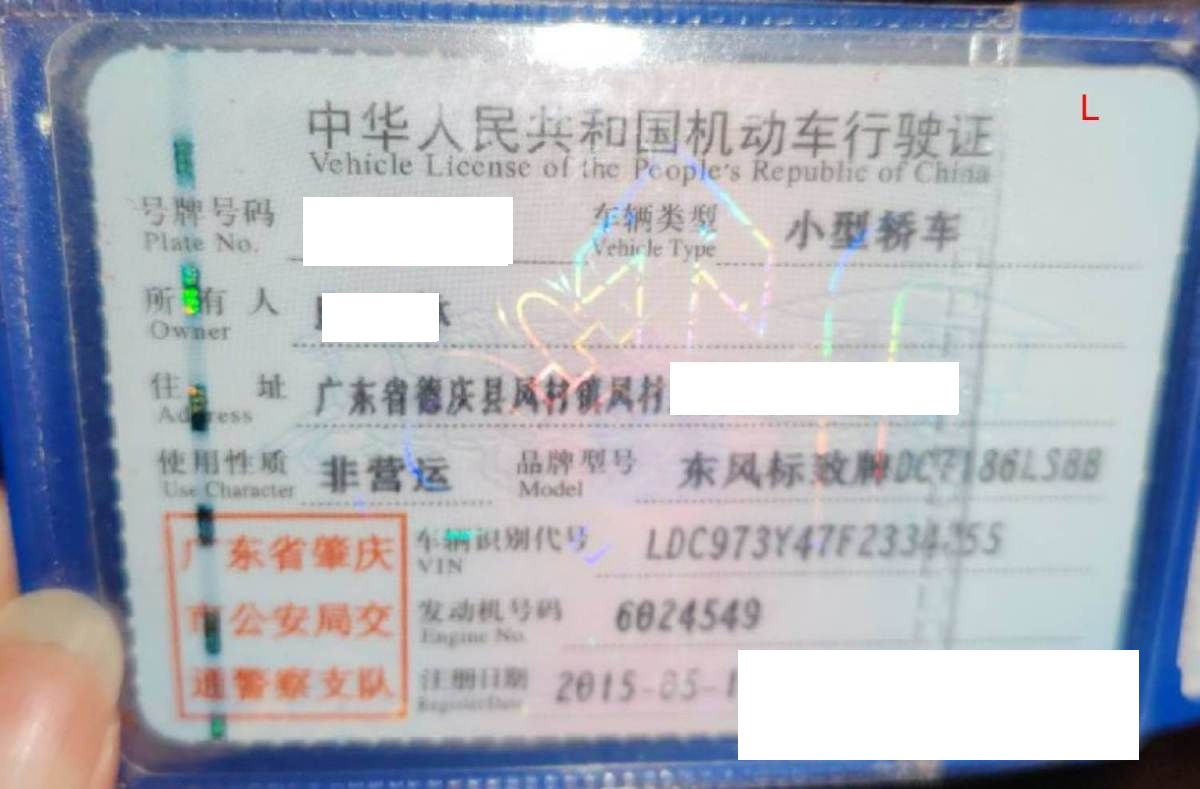 L
中华人民共和国机动车行驶证
Vehicle License of the People's Republic of China
号牌号码 车辆类型 小型轿车
Plate No. Vehicle Type
所有人
Owner
住址 广东省德庆县凤村镇凤村
Address
使用性质 非营运 品牌型号 东风标致牌DC7186LSBB
Use Character Model
广东省肇庆 车辆识别代号 LDC973Y47F2334255
VIN
市公安局交 发动机号码 6024549
Engine No.
通警察支队 注册日期 2015-05-1
Register Date